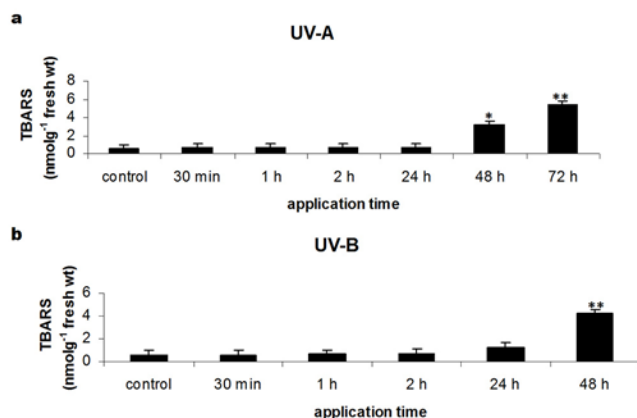 a
UV-A
TBARS
(nmolg⁻¹ fresh wt)
8
6
4
2
0
*
**
control 30 min 1 h 2 h 24 h 48 h 72 h
application time
b
UV-B
TBARS
(nmolg⁻¹ fresh wt)
6
4
2
0
**
control 30 min 1 h 2 h 24 h 48 h
application time